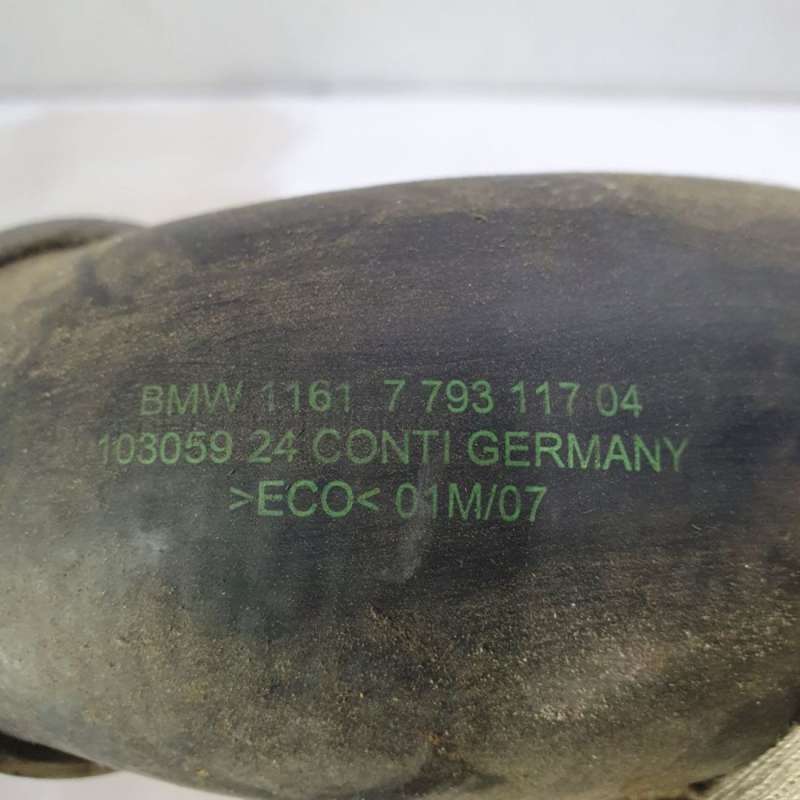 BMW 1161 7 793 117 04
103059 24 CONTI GERMANY
>ECO< 01M/07